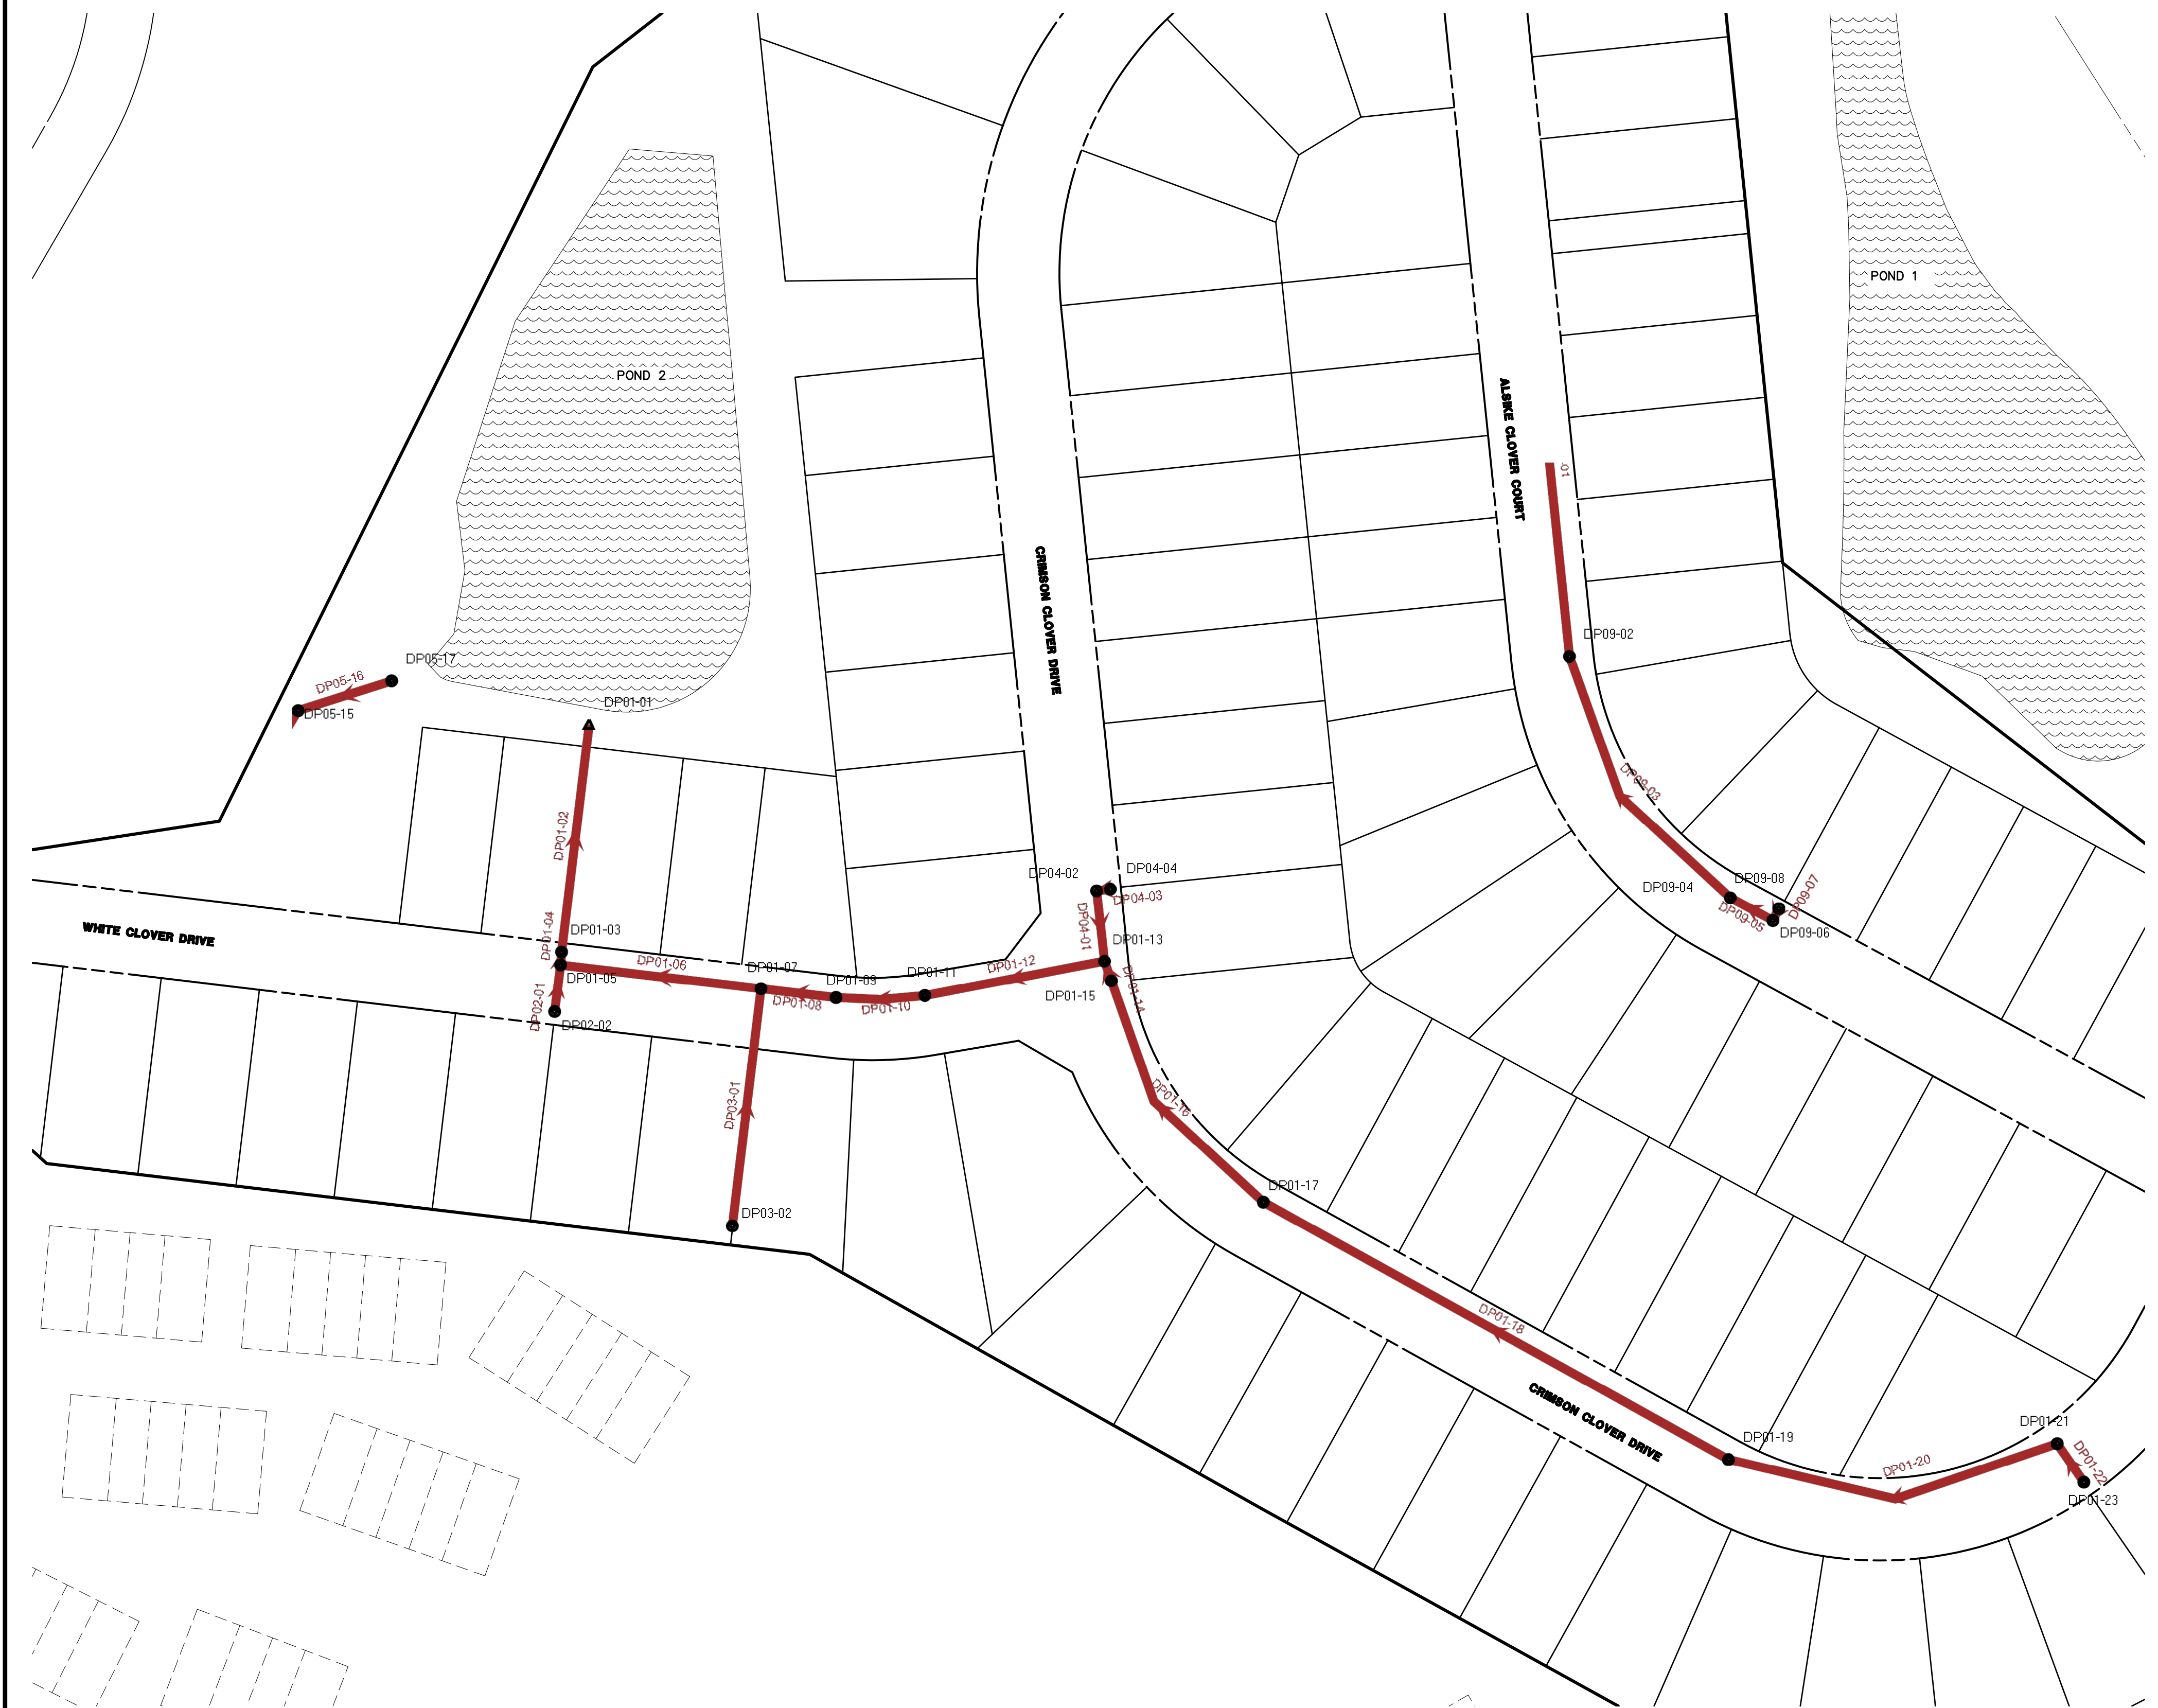 POND 1
POND 2
ALSIKE CLOVER COURT
-01
CRIMSON CLOVER DRIVE
DP09-02
DP05-17
DP05-16
DP05-15
DP01-01
DP09-03
DP01-02
DP04-02
DP04-04
DP04-03
DP09-08
DP09-04
DP09-07
DP09-05
DP09-06
WHITE CLOVER DRIVE
DP01-04
DP01-03
DP04-01
DP01-13
DP01-06
DP01-07
DP01-05
DP01-09
DP01-11
DP01-12
DP01-14
DP01-15
DP01-08
DP01-10
DP02-01
DP02-02
DP03-01
DP01-16
DP01-17
DP03-02
DP01-18
CRIMSON CLOVER DRIVE
DP01-19
DP01-21
DP01-20
DP01-22
DP01-23